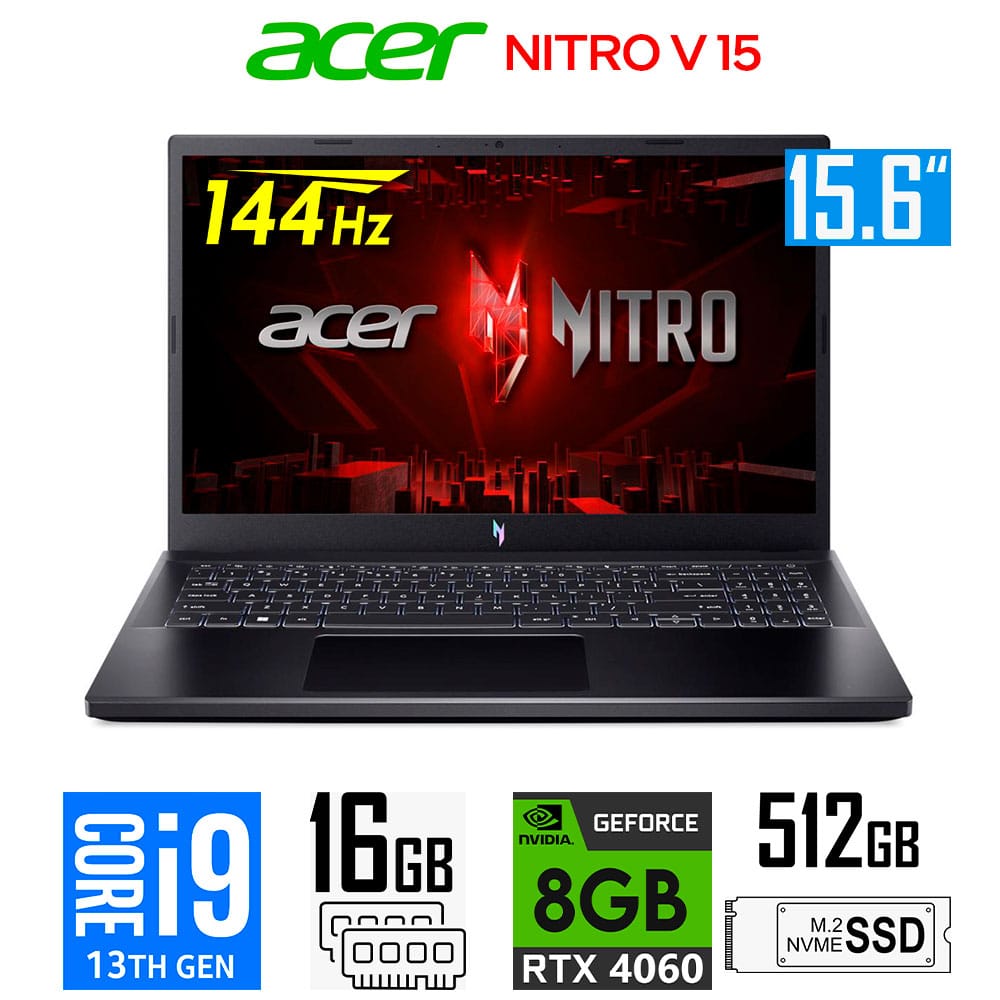 acer NITRO V 15
144Hz
15.6"
acer NITRO
CORE i9
13TH GEN
16GB
NVIDIA.
GEFORCE
8GB
RTX 4060
512GB
M.2
NVME SSD